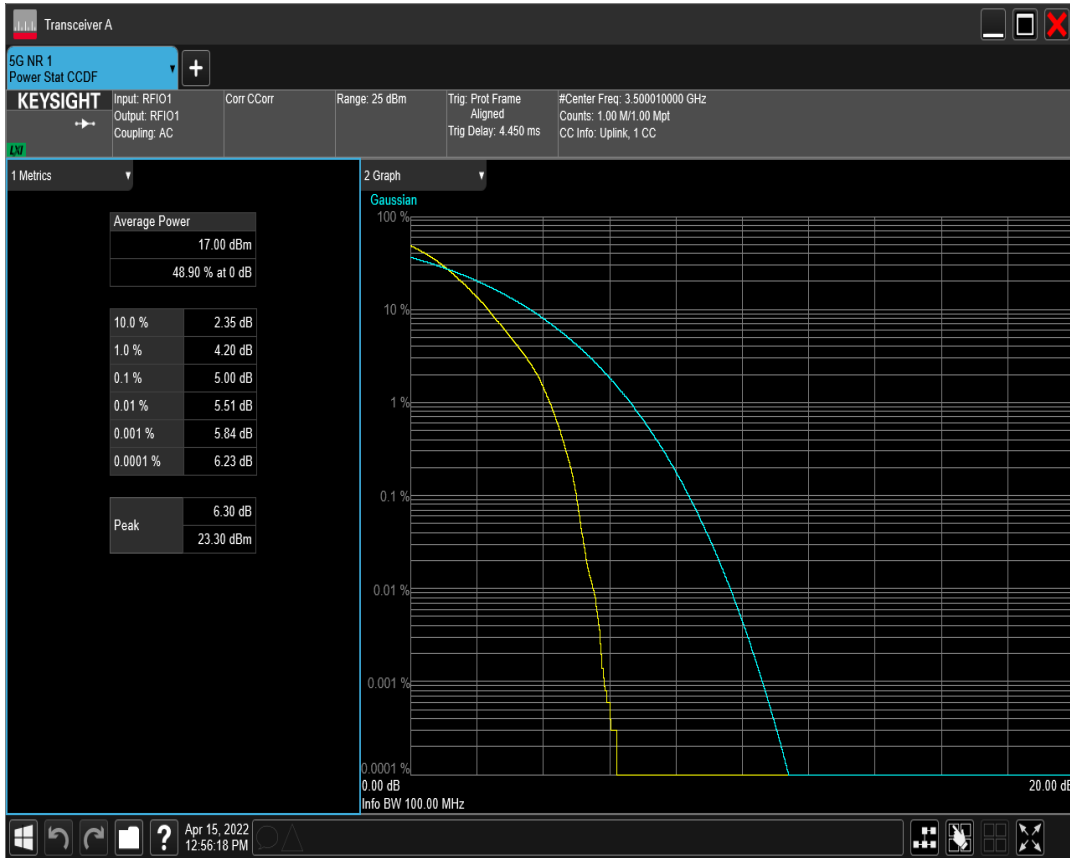 Transceiver A
5G NR 1
Power Stat CCDF
KEYSIGHT
LXI
Input: RFIO1
Output: RFIO1
Coupling: AC
Corr CCorr
Range: 25 dBm
Trig: Prot Frame
Aligned
Trig Delay: 4.450 ms
#Center Freq: 3.500010000 GHz
Counts: 1.00 M/1.00 Mpt
CC Info: Uplink, 1 CC
1 Metrics
Average Power
17.00 dBm
48.90 % at 0 dB
10.0 % 2.35 dB
1.0 % 4.20 dB
0.1 % 5.00 dB
0.01 % 5.51 dB
0.001 % 5.84 dB
0.0001 % 6.23 dB
Peak 6.30 dB
23.30 dBm
2 Graph
Gaussian
100 %
10 %
1 %
0.1 %
0.01 %
0.001 %
0.0001 %
0.00 dB 20.00 dB
Info BW 100.00 MHz
?
Apr 15, 2022
12:56:18 PM